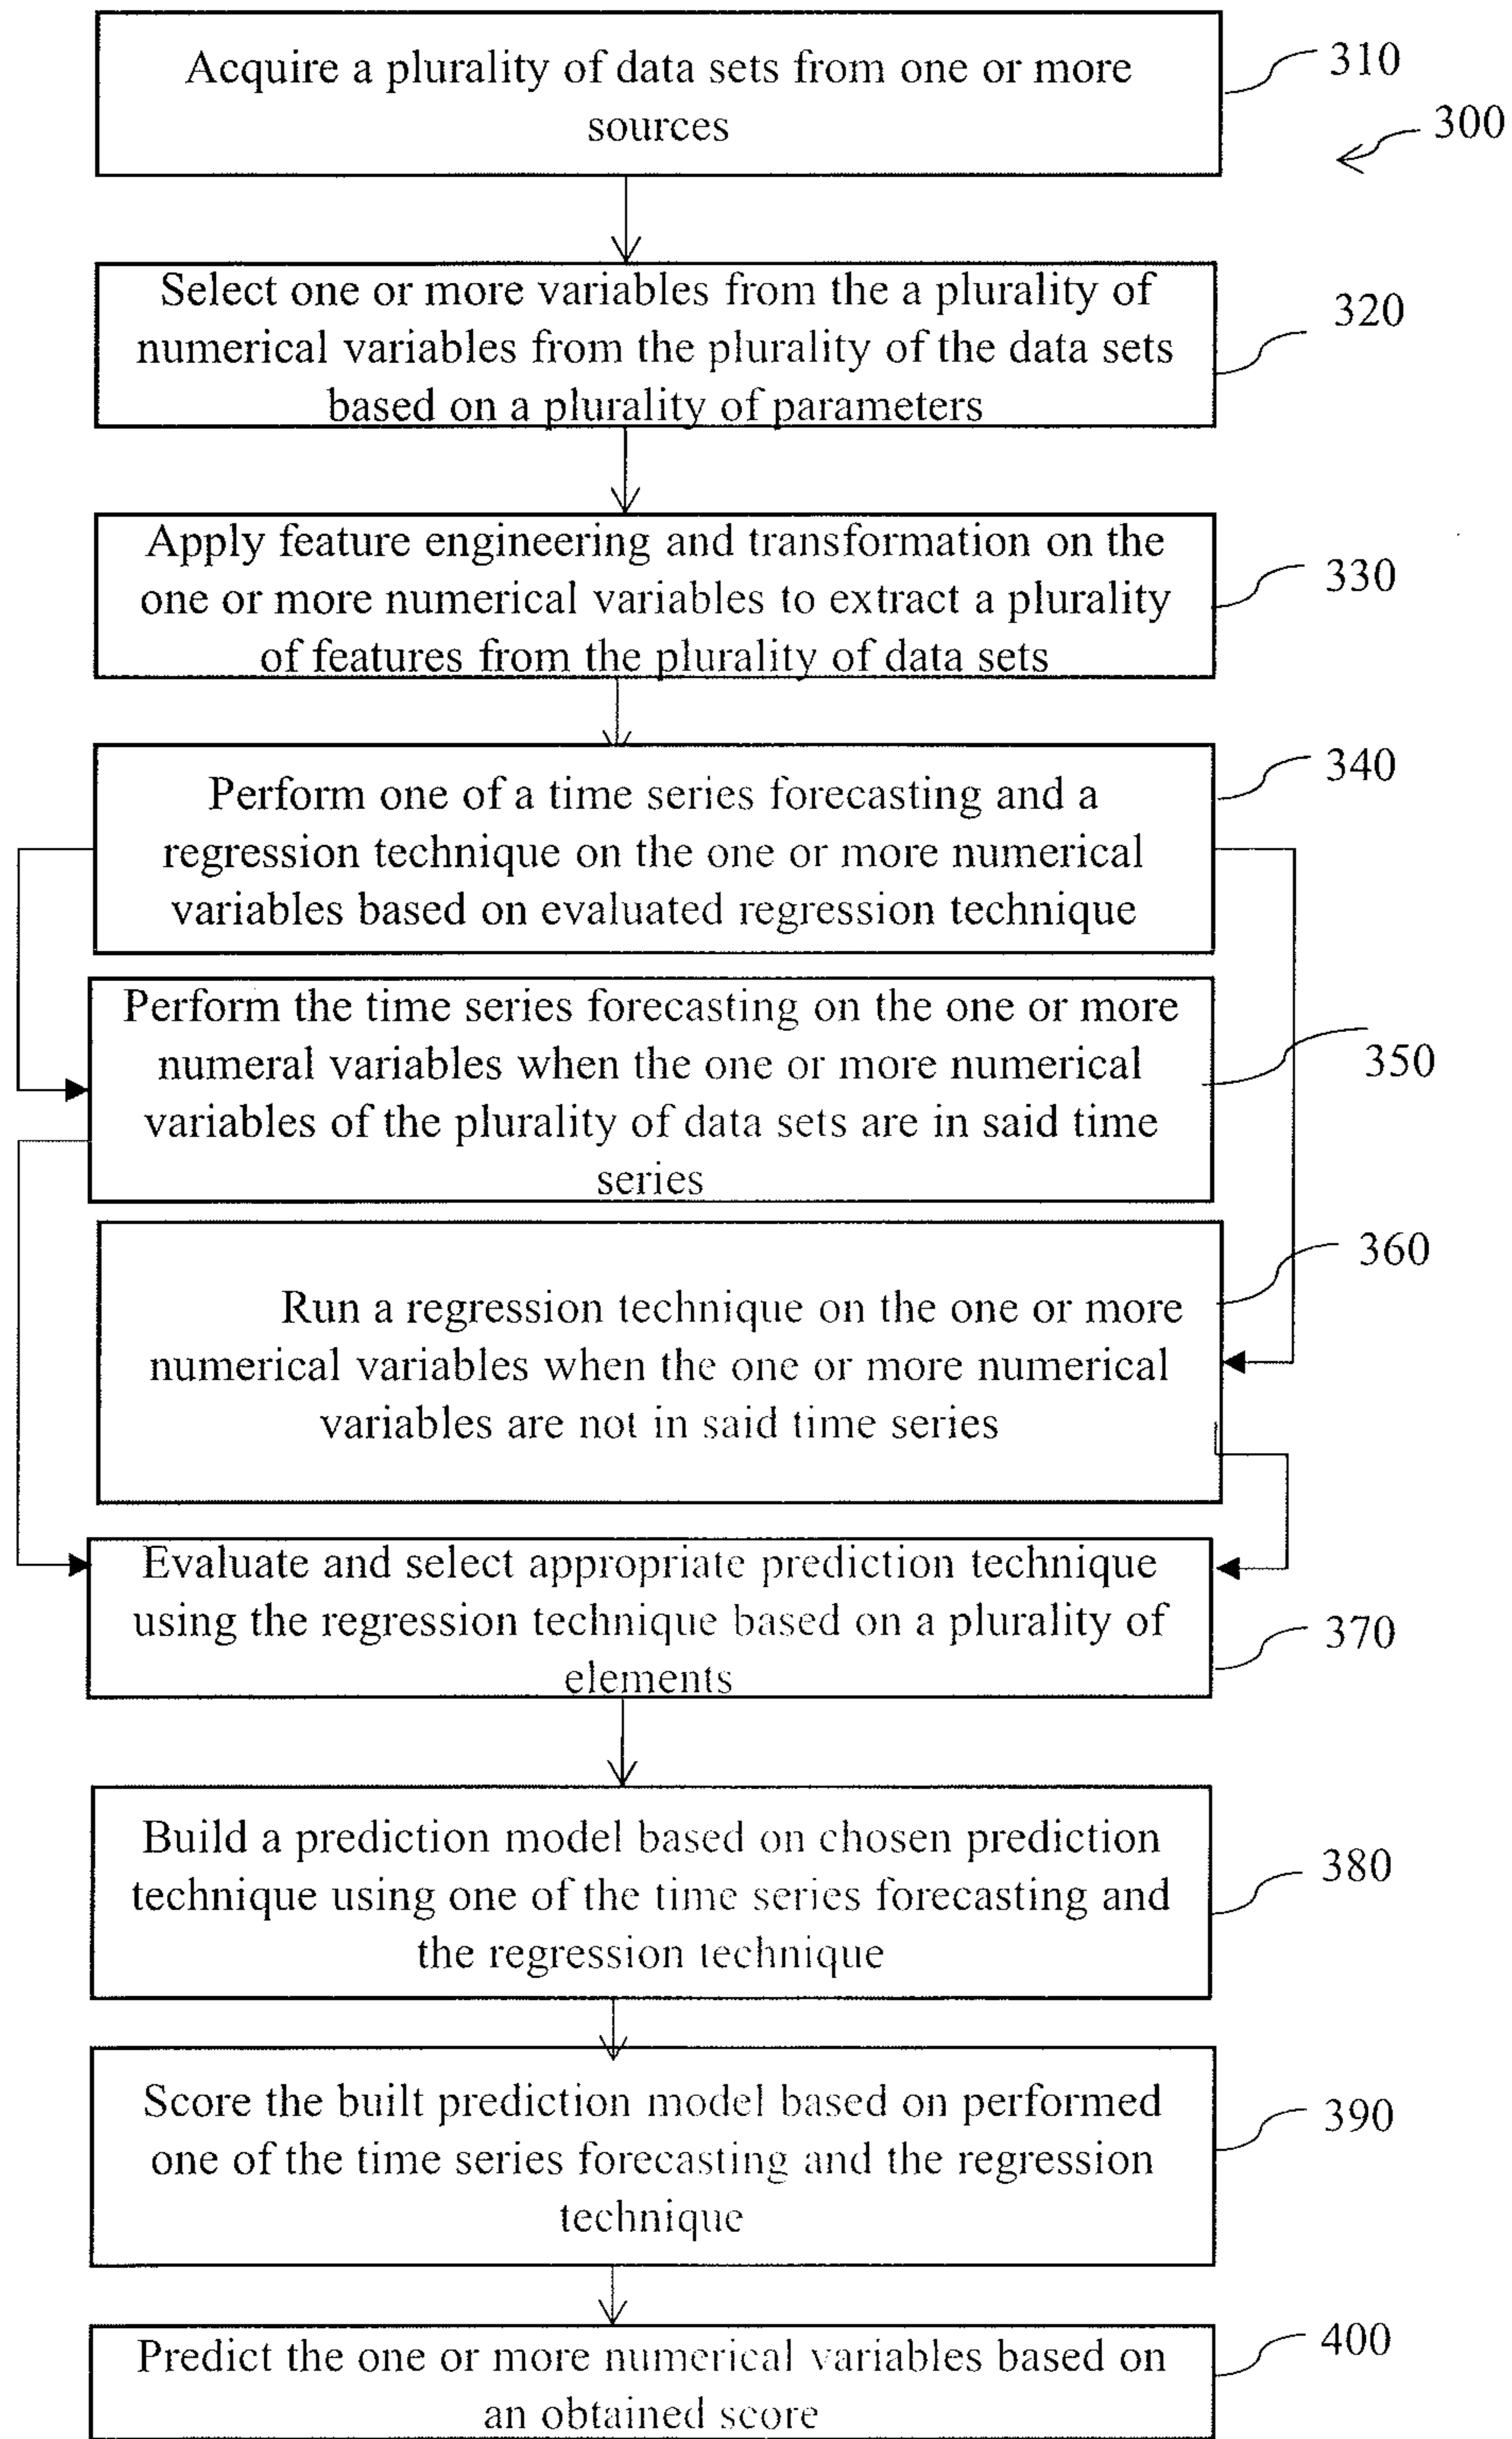 Acquire a plurality of data sets from one or more
sources
310
300
Select one or more variables from the a plurality of
numerical variables from the plurality of the data sets
based on a plurality of parameters
320
Apply feature engineering and transformation on the
one or more numerical variables to extract a plurality
of features from the plurality of data sets
330
Perform one of a time series forecasting and a
regression technique on the one or more numerical
variables based on evaluated regression technique
340
Perform the time series forecasting on the one or more
numeral variables when the one or more numerical
variables of the plurality of data sets are in said time
series
350
Run a regression technique on the one or more
numerical variables when the one or more numerical
variables are not in said time series
360
Evaluate and select appropriate prediction technique
using the regression technique based on a plurality of
elements
370
Build a prediction model based on chosen prediction
technique using one of the time series forecasting and
the regression technique
380
Score the built prediction model based on performed
one of the time series forecasting and the regression
technique
390
Predict the one or more numerical variables based on
an obtained score
400